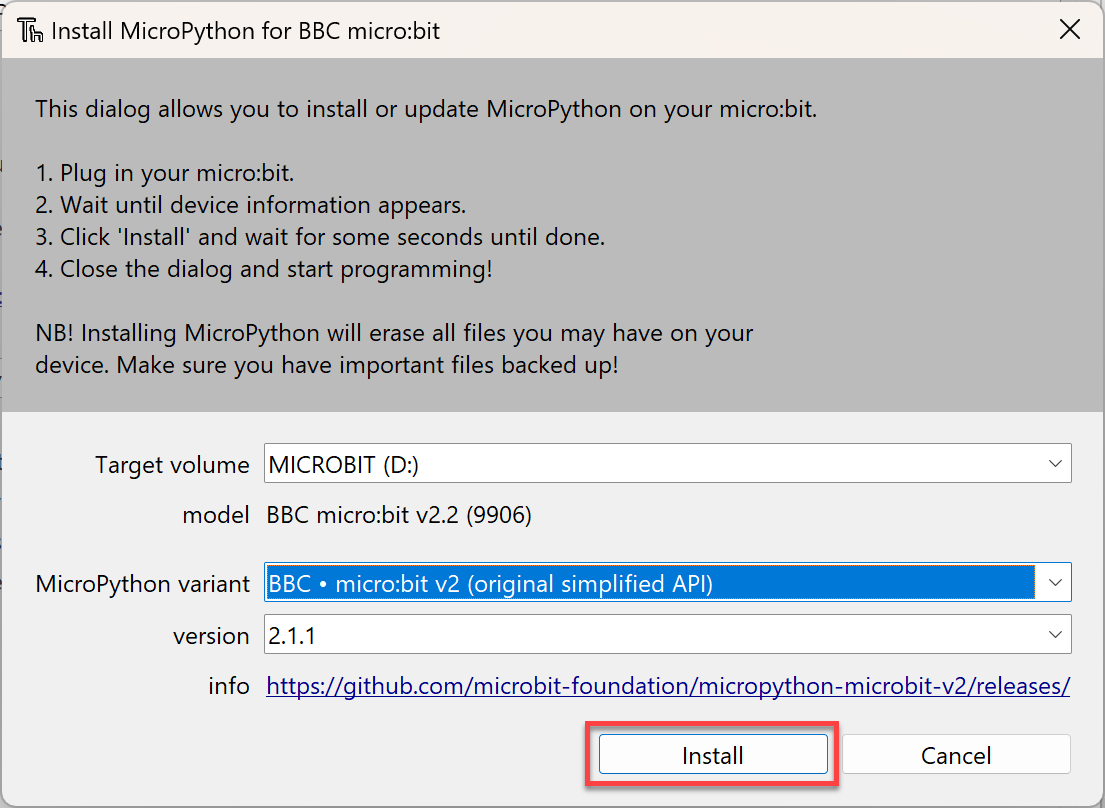 Install MicroPython for BBC micro:bit
This dialog allows you to install or update MicroPython on your micro:bit.
1. Plug in your micro:bit.
2. Wait until device information appears.
3. Click 'Install' and wait for some seconds until done.
4. Close the dialog and start programming!
NB! Installing MicroPython will erase all files you may have on your
device. Make sure you have important files backed up!
Target volume MICROBIT (D:)
model BBC micro:bit v2.2 (9906)
MicroPython variant BBC • micro:bit v2 (original simplified API)
version 2.1.1
info https://github.com/microbit-foundation/micropython-microbit-v2/releases/
Install Cancel